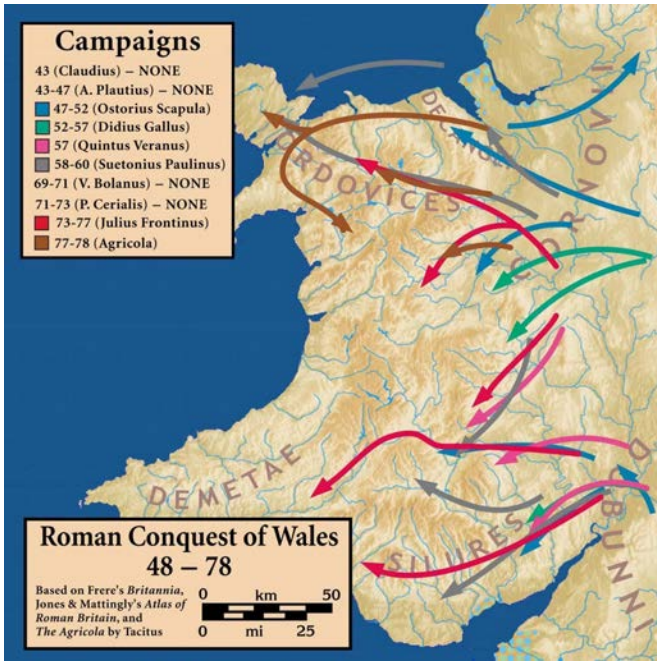 Campaigns
43 (Claudius) – NONE
43-47 (A. Plautius) – NONE
47-52 (Ostorius Scapula)
52-57 (Didius Gallus)
57 (Quintus Veranus)
58-60 (Suetonius Paulinus)
69-71 (V. Bolanus) – NONE
71-73 (P. Cerialis) – NONE
73-77 (Julius Frontinus)
77-78 (Agricola)
DECANGLI
ORDOVICES
CORNOVII
DEMETAE
SILURES
DOBUNNI
Roman Conquest of Wales
48 – 78
Based on Frere's Britannia,
Jones & Mattingly's Atlas of
Roman Britain, and
The Agricola by Tacitus
0 km 50
0 mi 25